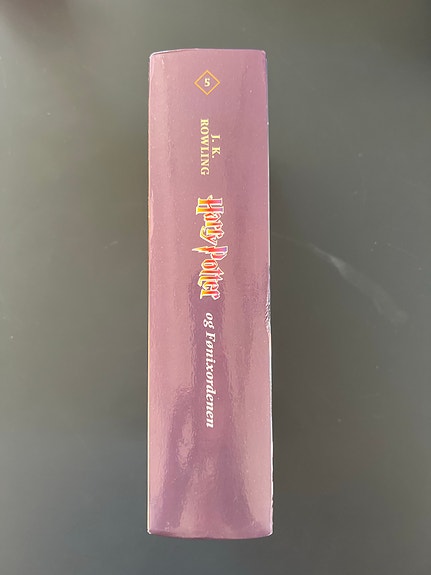 5
J. K.
ROWLING
Harry Potter
og Fønixordenen